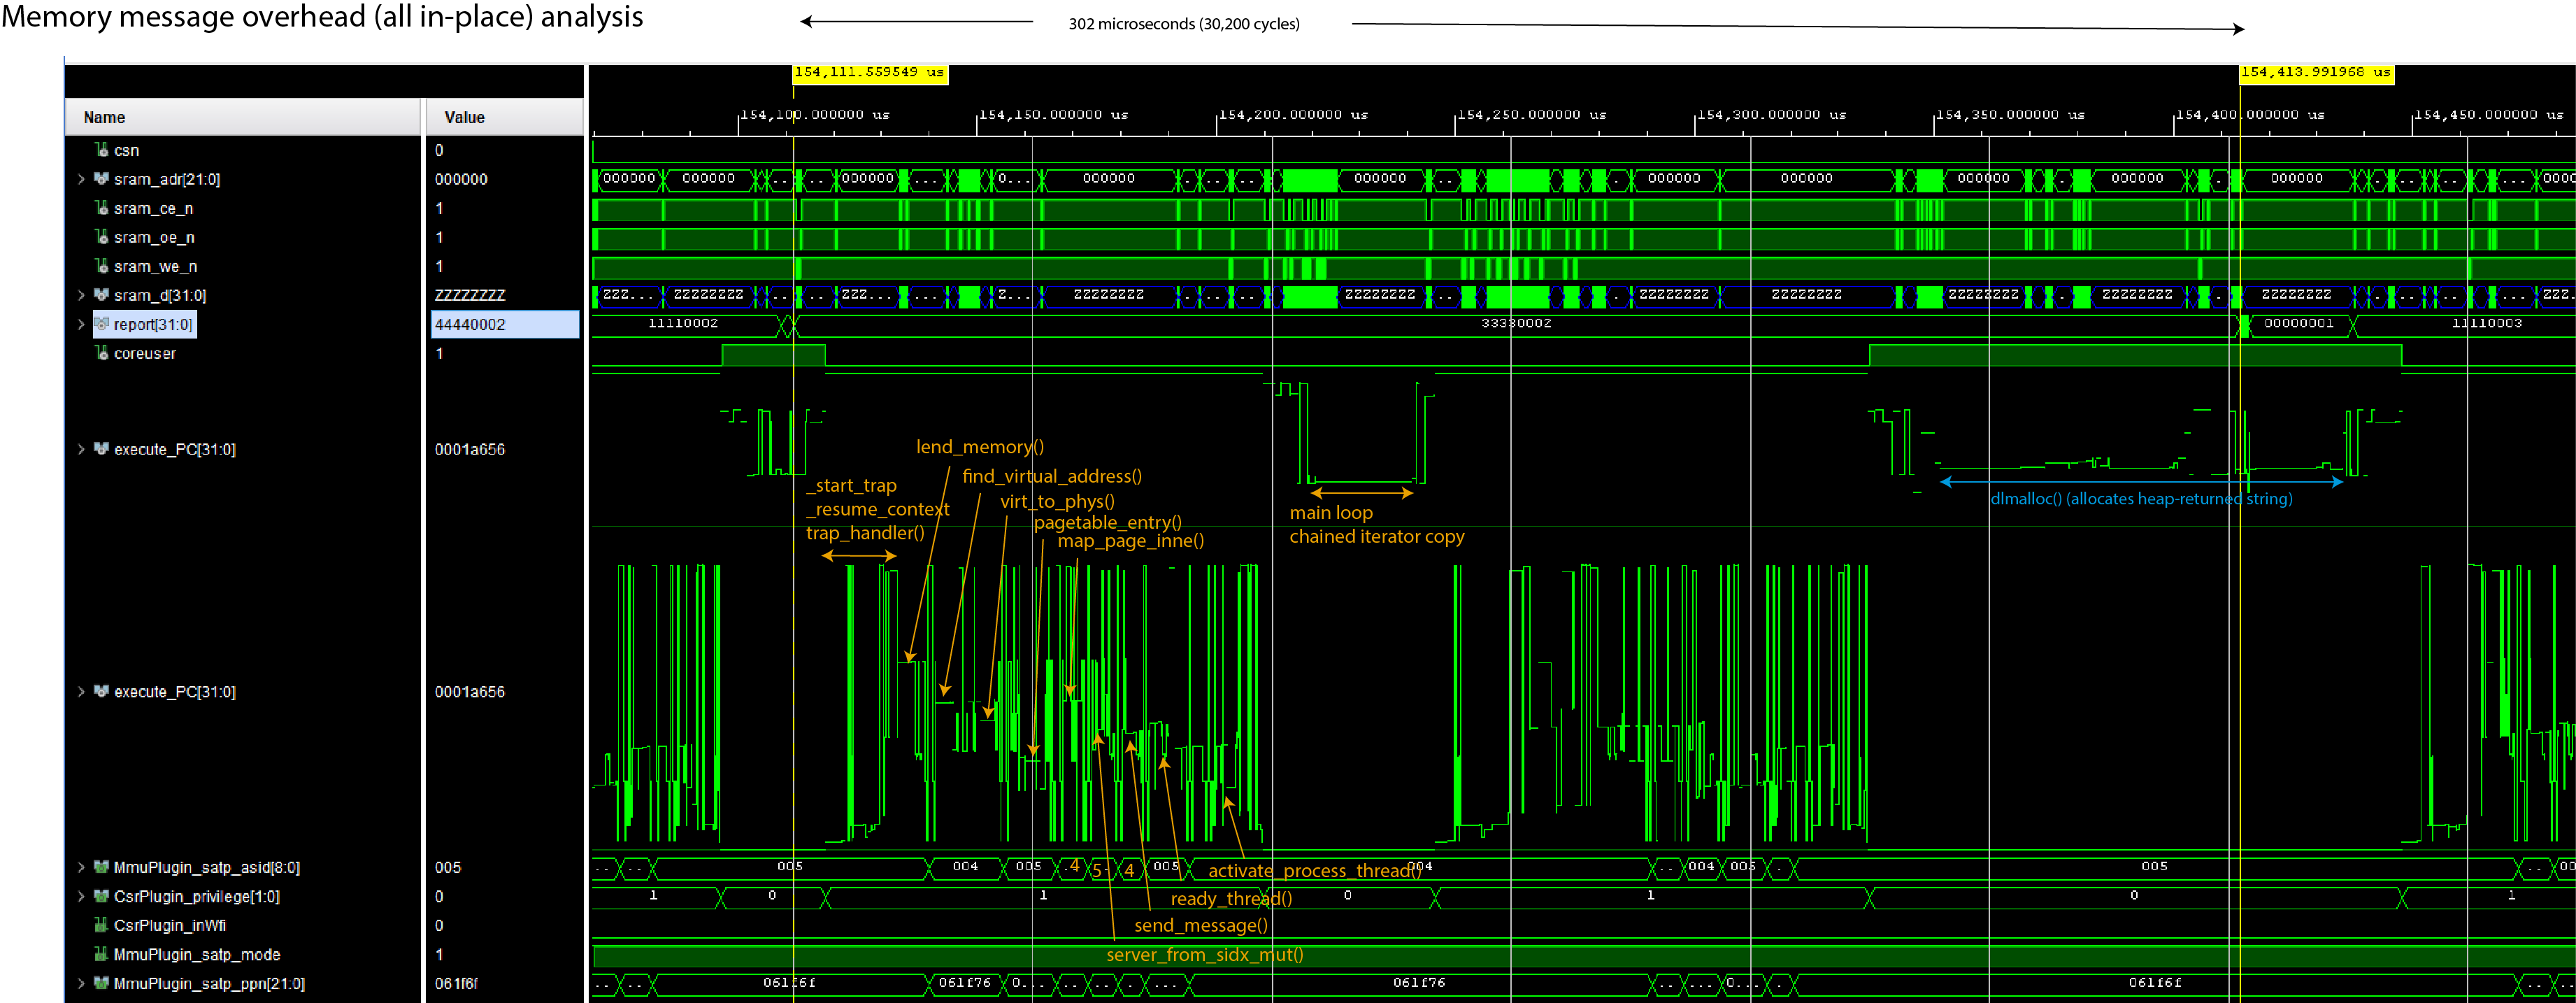 Memory message overhead (all in-place) analysis
302 microseconds (30,200 cycles)
154,111.559549 us
154,413.991968 us
Name
Value
154,100.000000 us
154,150.000000 us
154,200.000000 us
154,250.000000 us
154,300.000000 us
154,350.000000 us
154,400.000000 us
154,450.000000 us
csn
0
sram_adr[21:0]
000000
000000
000000
..
..
000000
...
0...
000000
..
..
..
000000
..
..
000000
000000
000000
000000
..
000000
..
..
..
...
0000
sram_ce_n
1
sram_oe_n
1
sram_we_n
1
sram_d[31:0]
ZZZZZZZZ
ZZZ...
ZZZZZZZZ
..
..
ZZZ...
...
Z...
ZZZZZZZZ
..
..
..
ZZZZZZZZ
..
..
ZZZZZZZZ
ZZZZZZZZ
ZZZZZZZZ
ZZZZZZZZ
..
ZZZZZZZZ
..
..
..
...
ZZZ.
report[31:0]
44440002
11110002
33330002
00000001
11110003
coreuser
1
execute_PC[31:0]
0001a656
lend_memory()
find_virtual_address()
_start_trap
virt_to_phys()
_resume_context
pagetable_entry()
trap_handler()
map_page_inne()
main loop
chained iterator copy
dlmalloc() (allocates heap-returned string)
execute_PC[31:0]
0001a656
MmuPlugin_satp_asid[8:0]
005
..
..
005
004
005
4
5
4
005
activate_process_thread()
004
..
004
005
.
005
..
00
CsrPlugin_privilege[1:0]
0
1
0
1
ready_thread()
0
1
0
1
CsrPlugin_inWfi
0
send_message()
MmuPlugin_satp_mode
1
server_from_sidx_mut()
MmuPlugin_satp_ppn[21:0]
061f6f
..
..
061f6f
061f76
0...
..
..
.
...
061f76
..
...
0...
..
061f6f
..
..